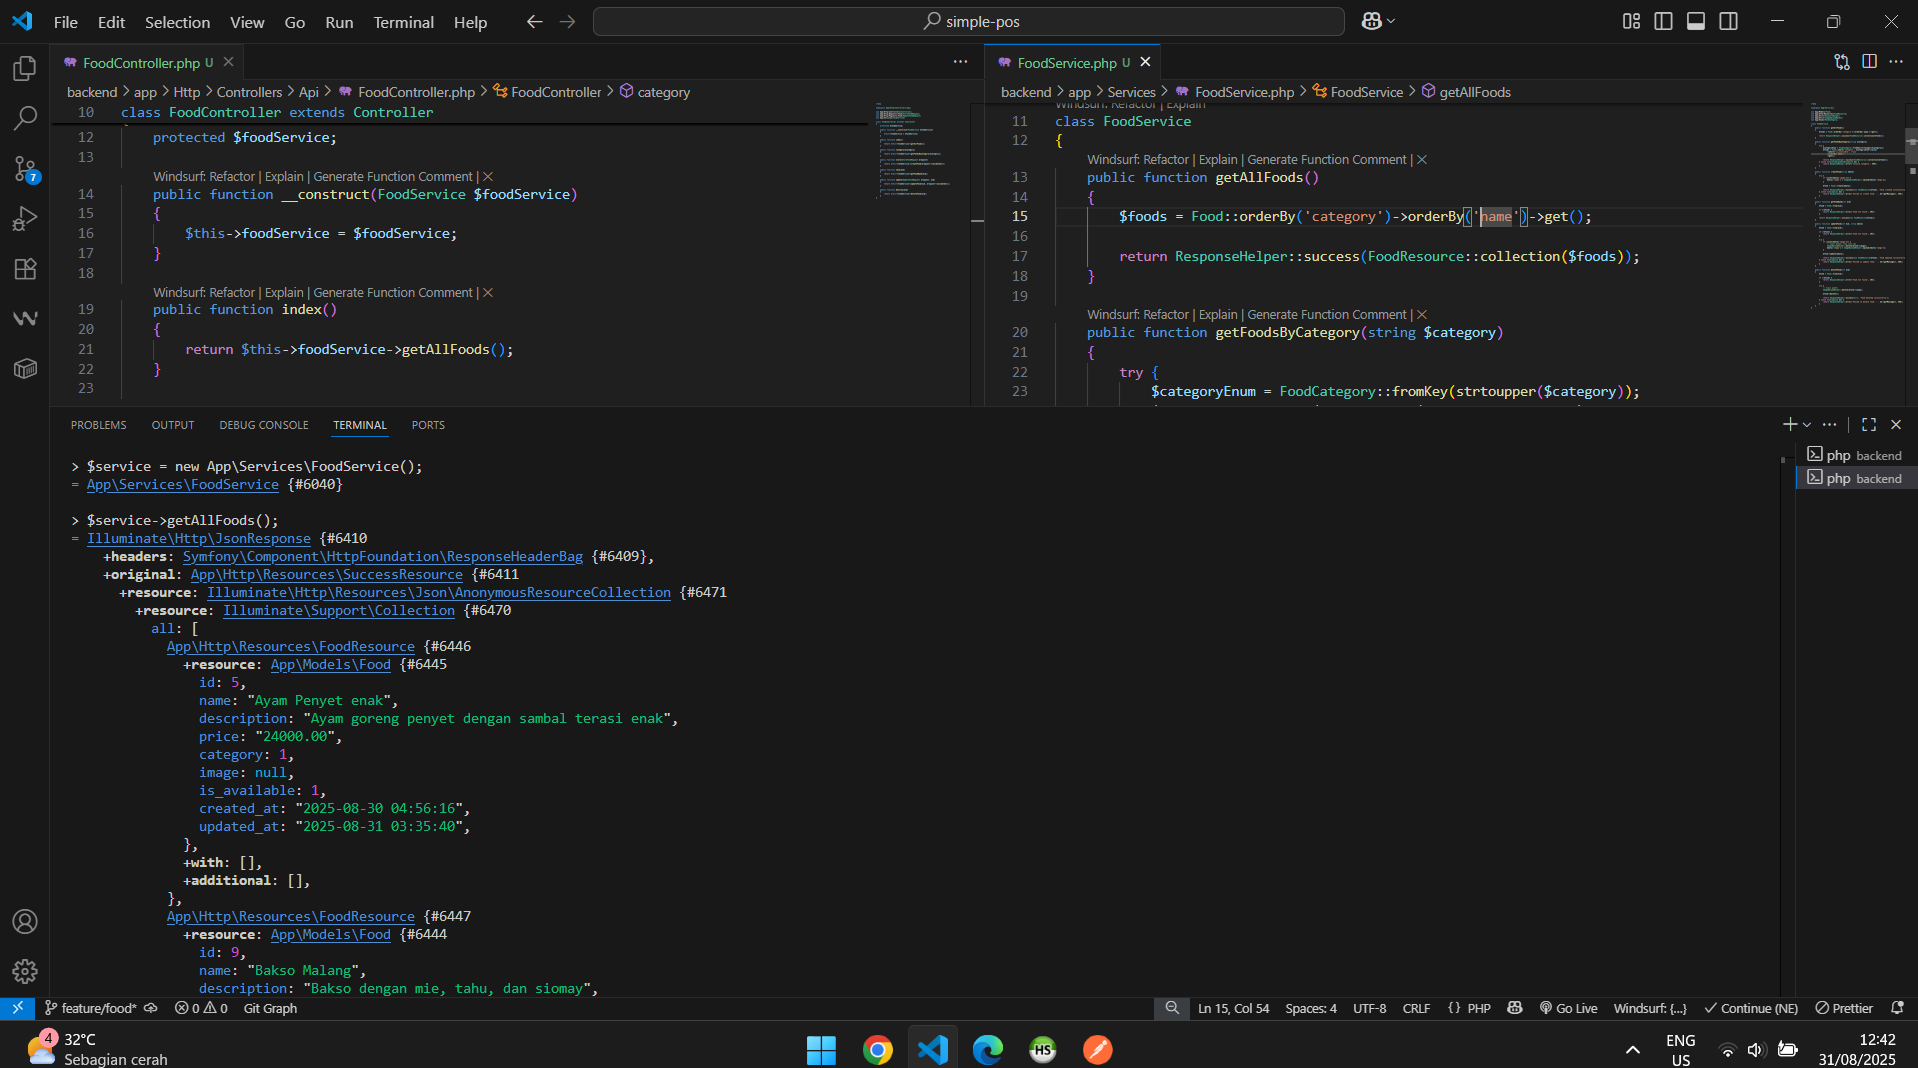 File Edit Selection View Go Run Terminal Help
simple-pos
FoodController.php U
backend > app > Http > Controllers > Api > FoodController.php > FoodController > category
10 class FoodController extends Controller
12 protected $foodService;
13
Windsurf: Refactor | Explain | Generate Function Comment | ×
14 public function __construct(FoodService $foodService)
15 {
16 $this->foodService = $foodService;
17 }
18
Windsurf: Refactor | Explain | Generate Function Comment | ×
19 public function index()
20 {
21 return $this->foodService->getAllFoods();
22 }
23
FoodService.php U
backend > app > Services > FoodService.php > FoodService > getAllFoods
Windsurf: Refactor | Explain
11 class FoodService
12 {
Windsurf: Refactor | Explain | Generate Function Comment | ×
13 public function getAllFoods()
14 {
15 $foods = Food::orderBy('category')->orderBy('name')->get();
16
17 return ResponseHelper::success(FoodResource::collection($foods));
18 }
19
Windsurf: Refactor | Explain | Generate Function Comment | ×
20 public function getFoodsByCategory(string $category)
21 {
22 try {
23 $categoryEnum = FoodCategory::fromKey(strtoupper($category));
7
PROBLEMS OUTPUT DEBUG CONSOLE TERMINAL PORTS
php backend
php backend
> $service = new App\Services\FoodService();
= App\Services\FoodService {#6040}
> $service->getAllFoods();
= Illuminate\Http\JsonResponse {#6410
+headers: Symfony\Component\HttpFoundation\ResponseHeaderBag {#6409},
+original: App\Http\Resources\SuccessResource {#6411
+resource: Illuminate\Http\Resources\Json\AnonymousResourceCollection {#6471
+resource: Illuminate\Support\Collection {#6470
all: [
App\Http\Resources\FoodResource {#6446
+resource: App\Models\Food {#6445
id: 5,
name: "Ayam Penyet enak",
description: "Ayam goreng penyet dengan sambal terasi enak",
price: "24000.00",
category: 1,
image: null,
is_available: 1,
created_at: "2025-08-30 04:56:16",
updated_at: "2025-08-31 03:35:40",
},
+with: [],
+additional: [],
},
App\Http\Resources\FoodResource {#6447
+resource: App\Models\Food {#6444
id: 9,
name: "Bakso Malang",
description: "Bakso dengan mie, tahu, dan siomay",
feature/food* 0 0 Git Graph Ln 15, Col 54 Spaces: 4 UTF-8 CRLF {} PHP Go Live Windsurf: {...} Continue (NE) Prettier
4
32°C
Sebagian cerah
HS
ENG
US
12:42
31/08/2025